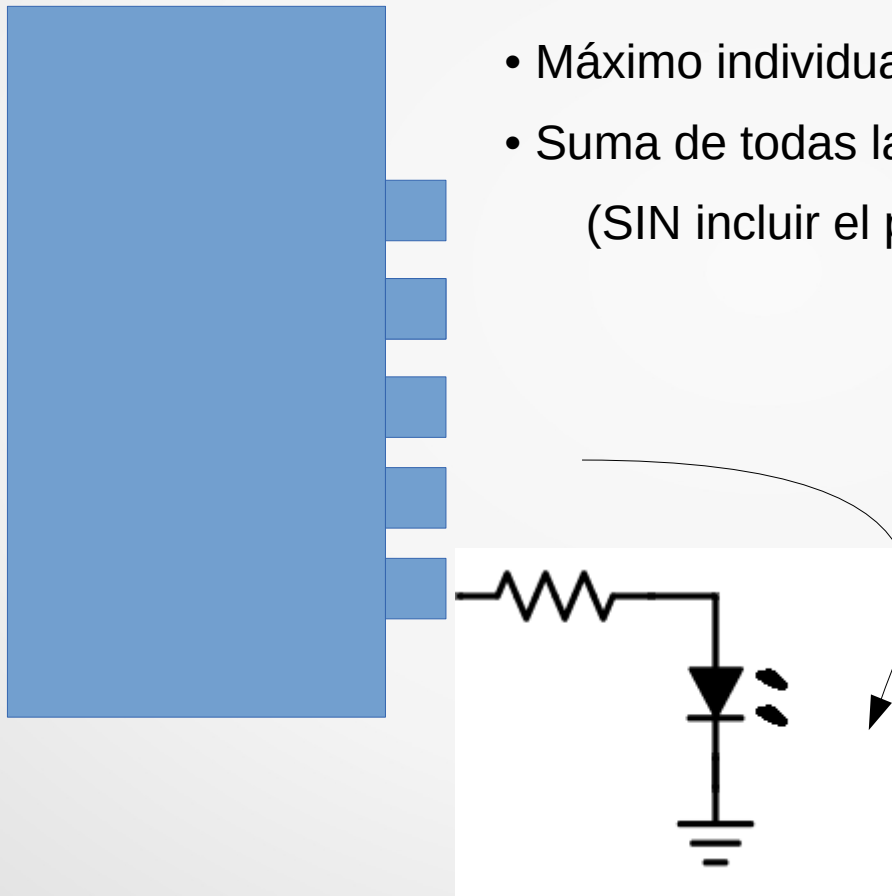 • Máximo individua
• Suma de todas la
(SIN incluir el p